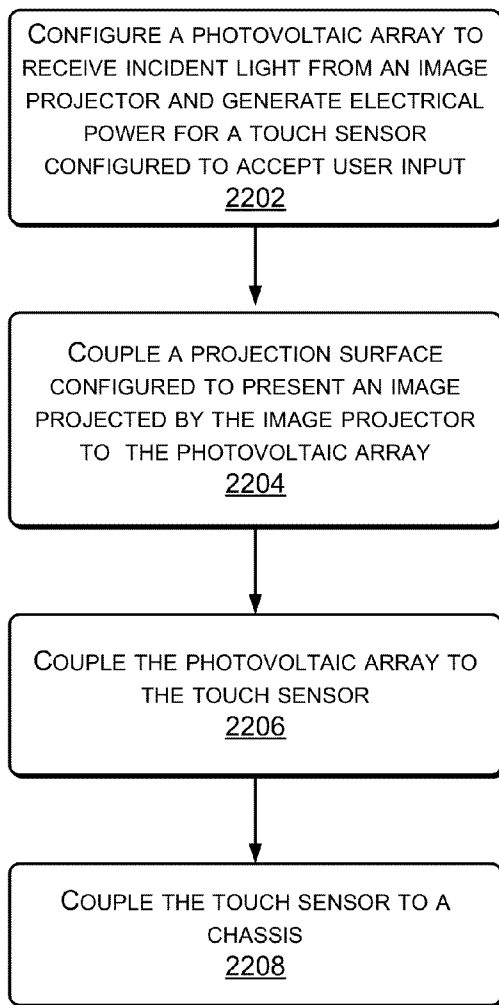 CONFIGURE A PHOTOVOLTAIC ARRAY TO
RECEIVE INCIDENT LIGHT FROM AN IMAGE
PROJECTOR AND GENERATE ELECTRICAL
POWER FOR A TOUCH SENSOR
CONFIGURED TO ACCEPT USER INPUT
2202
COUPLE A PROJECTION SURFACE
CONFIGURED TO PRESENT AN IMAGE
PROJECTED BY THE IMAGE PROJECTOR
TO THE PHOTOVOLTAIC ARRAY
2204
COUPLE THE PHOTOVOLTAIC ARRAY TO
THE TOUCH SENSOR
2206
COUPLE THE TOUCH SENSOR TO A
CHASSIS
2208